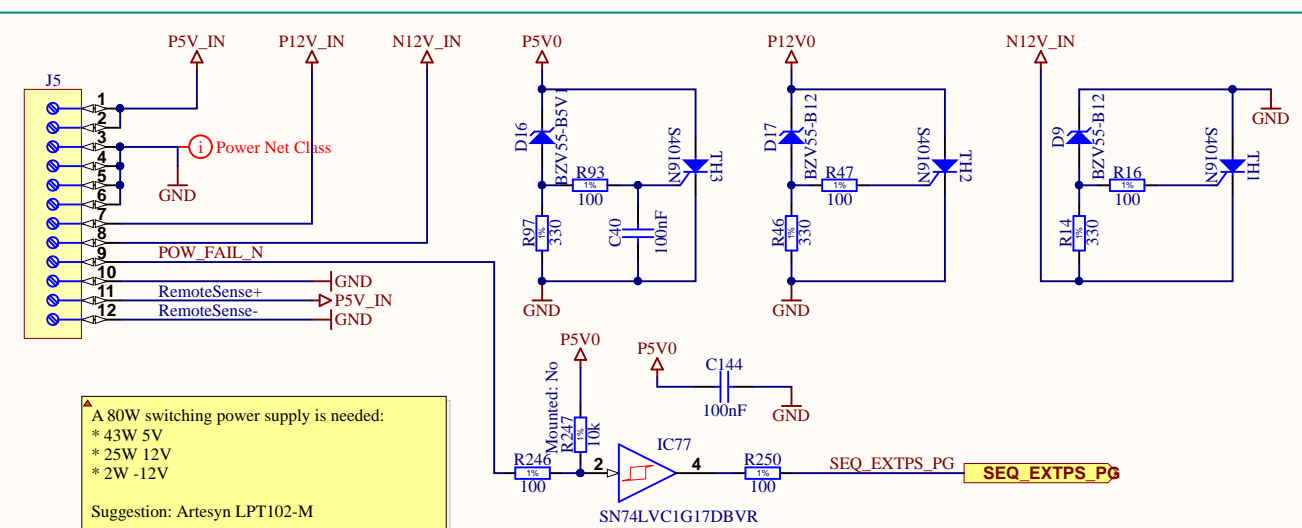 P5V_IN
P12V_IN
N12V_IN
P5V0
P12V0
N12V_IN
J5
1
2
3
4
5
6
7
8
9
10
11
12
Power Net Class
GND
POW_FAIL_N
GND
RemoteSense+
P5V_IN
RemoteSense-
GND
D16
BZV55-B5V1
R93
1%
100
S4016N
TH3
R97
1%
330
C40
100nF
GND
D17
BZV55-B12
R47
1%
100
S4016N
TH2
R46
1%
330
GND
D9
BZV55-B12
R16
1%
100
S4016N
TH1
GND
R14
1%
330
P5V0
Mounted: No
R247
1%
10k
P5V0
C144
100nF
GND
R246
1%
100
2
IC77
4
SN74LVC1G17DBVR
R250
1%
100
SEQ_EXTPS_PG
SEQ_EXTPS_PG
A 80W switching power supply is needed:
* 43W 5V
* 25W 12V
* 2W -12V
Suggestion: Artesyn LPT102-M